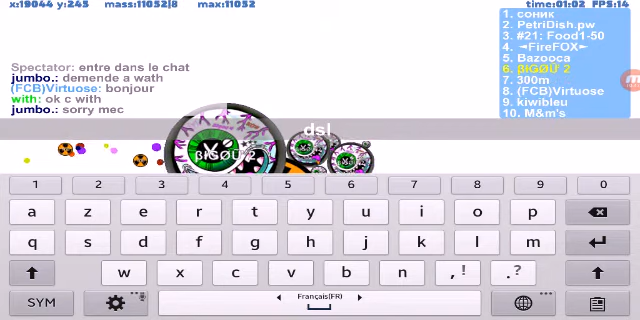 x:19044 y:245 mass:11052|8 max:11052 time:01:02 FPS:14
1. соник
2. PetriDish.pw
3. #21: Food1-50
4. ◄FireFOX►
5. Bazooca
6. βIGØÜ 2
7. 300m
8. (FCB)Virtuose
9. kiwibleu
10. M&m's
Spectator: entre dans le chat
jumbo.: demende a wath
(FCB)Virtuose: bonjour
with: ok c with
jumbo.: sorry mec
dsl
βIGØÜ 2
1 2 3 4 5 6 7 8 9 0
a z e r t y u i o p
q s d f g h j k l m
w x c v b n ,! .?
SYM Français(FR)